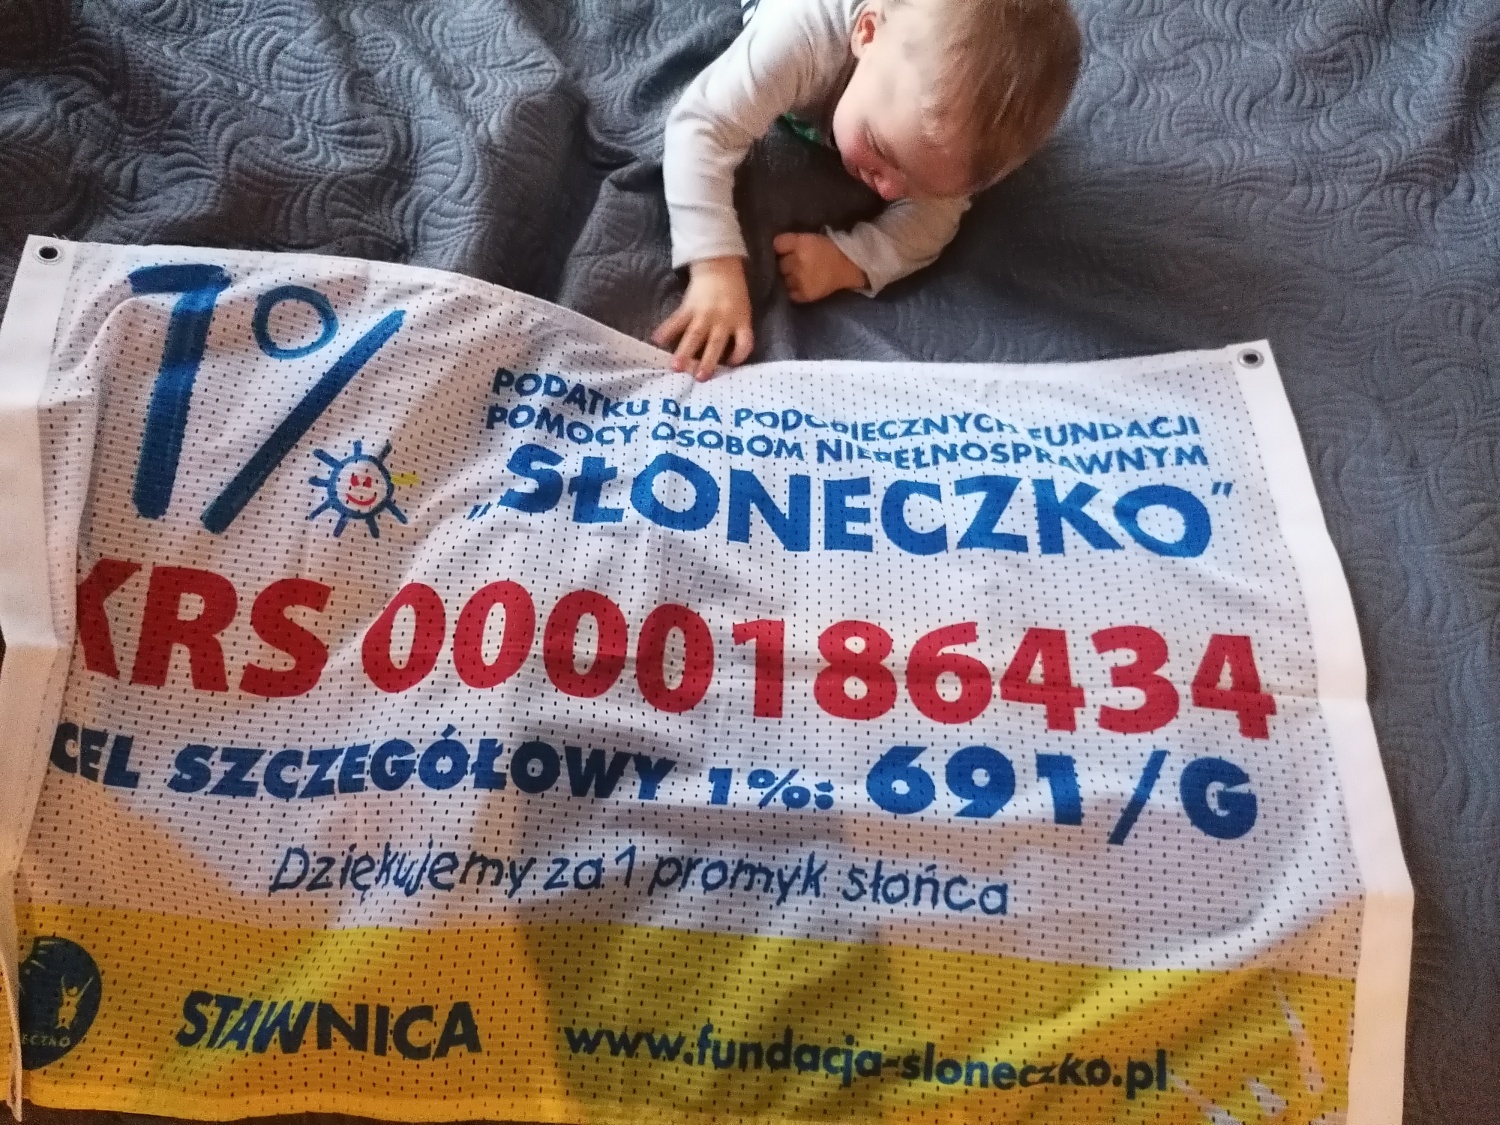 1%
PODATKU DLA PODOPIECZNYCH FUNDACJI
POMOCY OSOBOM NIEPEŁNOSPRAWNYM
„SŁONECZKO”
KRS 0000186434
CEL SZCZEGÓŁOWY 1%: 691/G
Dziękujemy za 1 promyk słońca
STAWNICA
www.fundacja-sloneczko.pl